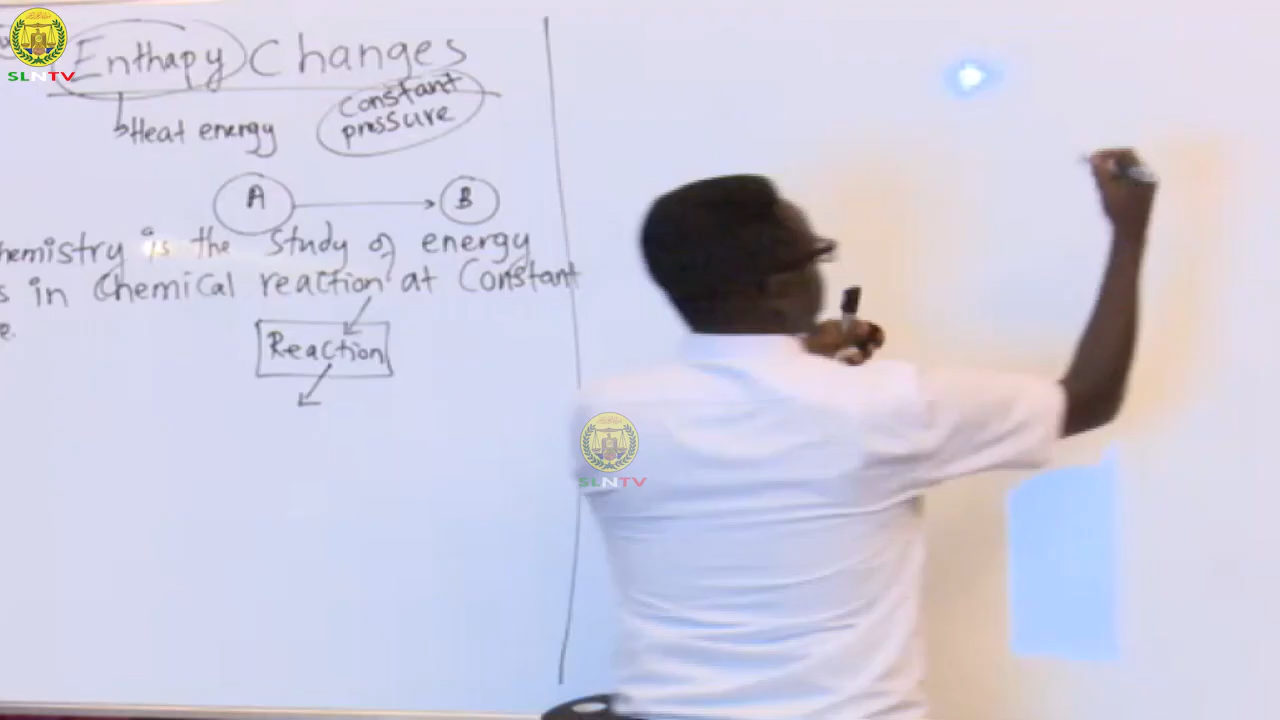 SLNTV
Enthapy Changes
Heat energy
Constant
pressure
A
B
hemistry is the Study of energy
s in Chemical reaction at Constant
e.
Reaction
SLNTV